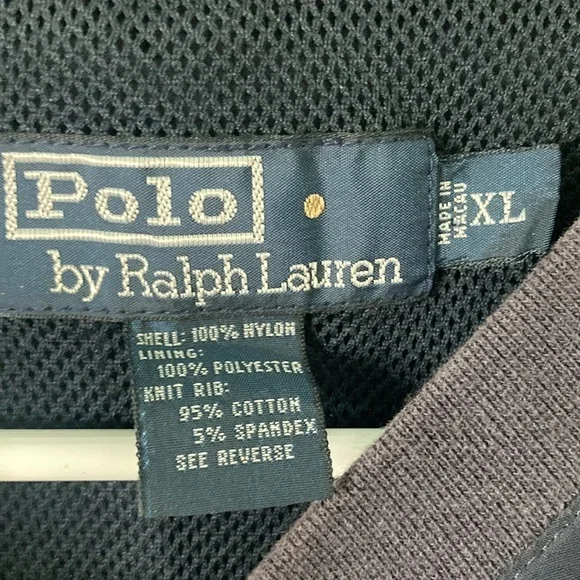 Polo
by Ralph Lauren
MADE IN
MACAU
XL
SHELL: 100% NYLON
LINING:
100% POLYESTER
KNIT RIB:
95% COTTON
5% SPANDEX
SEE REVERSE